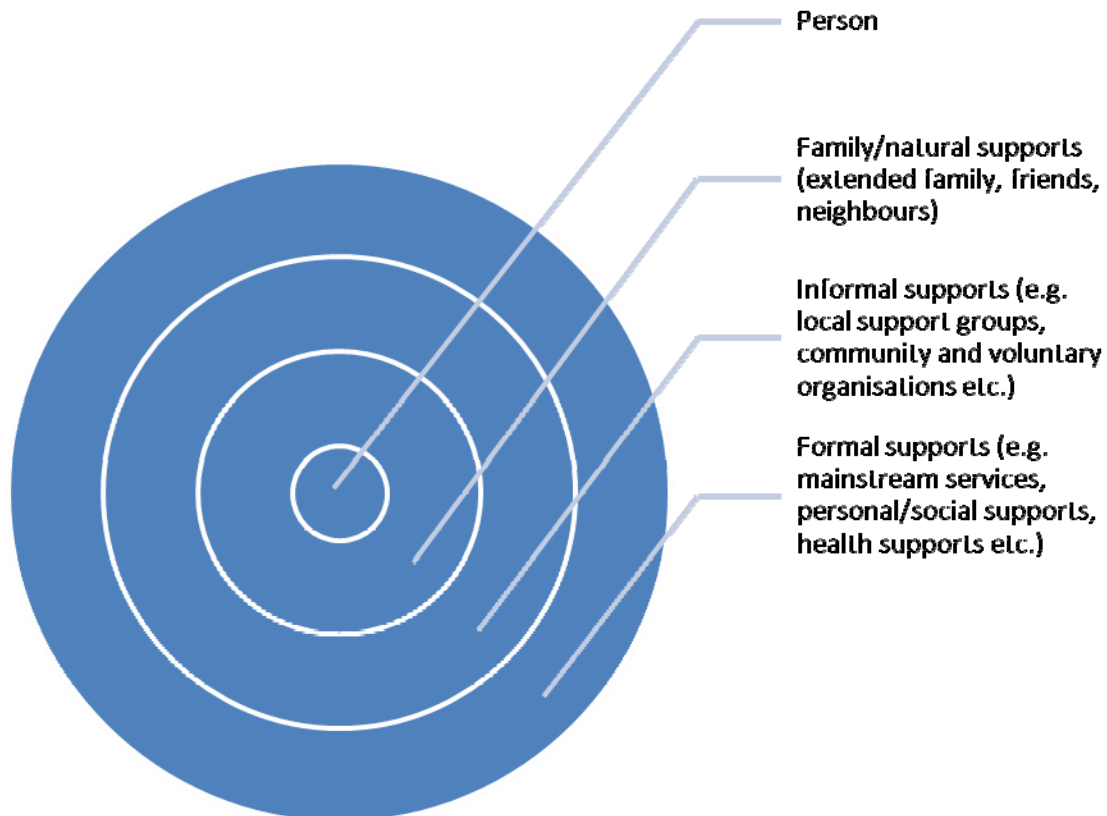 Person
Family/natural supports
(extended family, friends,
neighbours)
Informal supports (e.g.
local support groups,
community and voluntary
organisations etc.)
Formal supports (e.g.
mainstream services,
personal/social supports,
health supports etc.)